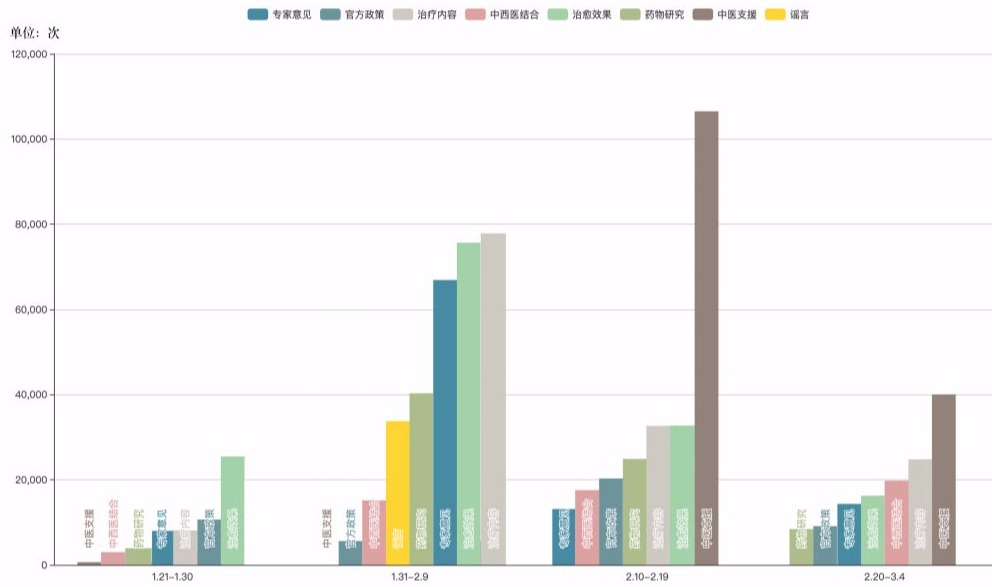 专家意见 官方政策 治疗内容 中西医结合 治愈效果 药物研究 中医支援 谣言
单位：次
120,000
100,000
80,000
60,000
40,000
20,000
0
中医支援 中西医结合 药物研究 专家意见 治疗内容 官方政策 治愈效果
中医支援 官方政策 中西医结合 谣言 药物研究 专家意见 治愈效果 治疗内容
专家意见 中西医结合 官方政策 药物研究 治疗内容 治愈效果 中医支援
药物研究 官方政策 专家意见 治愈效果 中西医结合 治疗内容 中医支援
1.21–1.30 1.31–2.9 2.10–2.19 2.20–3.4